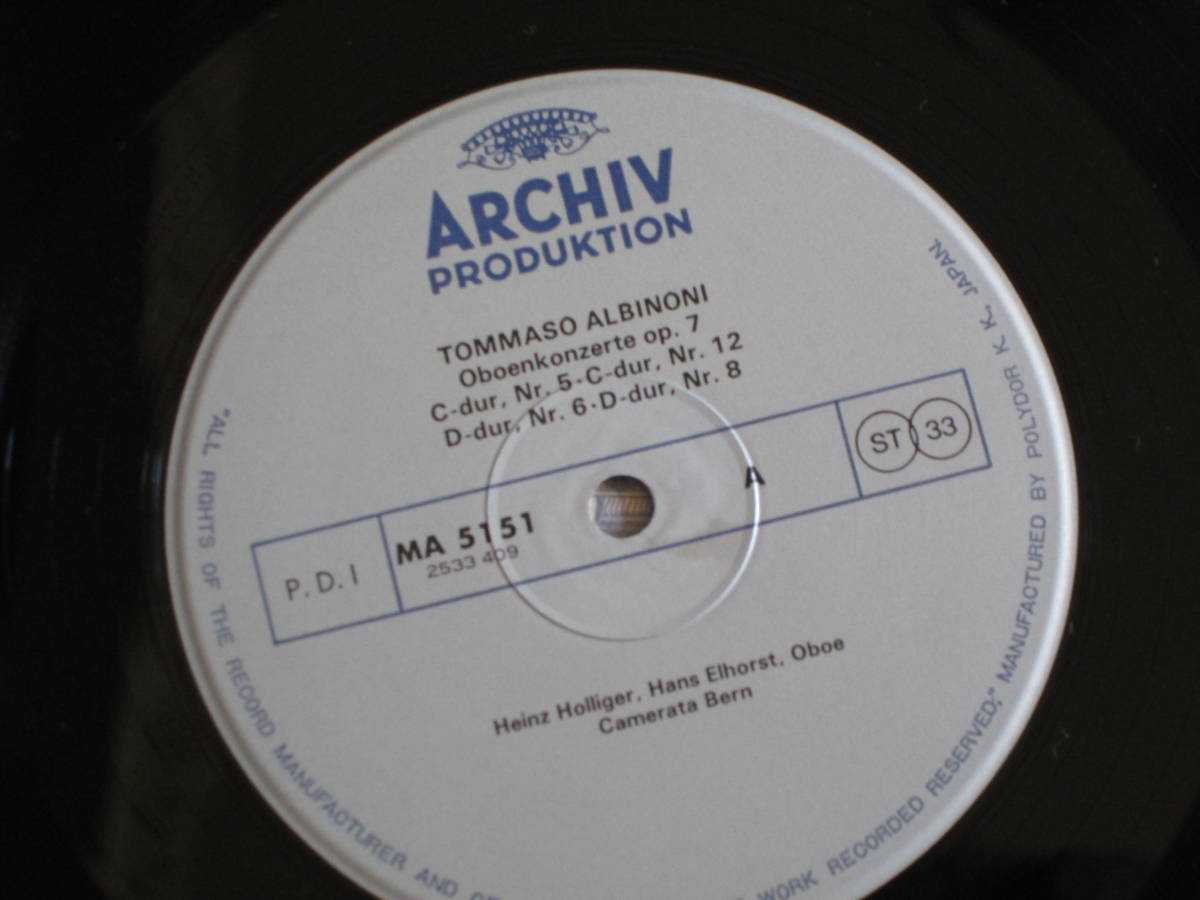 ARCHIV
PRODUKTION
TOMMASO ALBINONI
Oboenkonzerte op. 7
C-dur, Nr. 5-C-dur, Nr. 12
D-dur, Nr. 6-D-dur, Nr. 8
P.D.I
MA 5151
2533 409
A
ST 33
Heinz Holliger, Hans Elhorst, Oboe
Camerata Bern
"ALL RIGHTS OF THE RECORD MANUFACTURER AND WORK RECORDED RESERVED;" MANUFACTURED BY POLYDOR K. K., JAPAN.